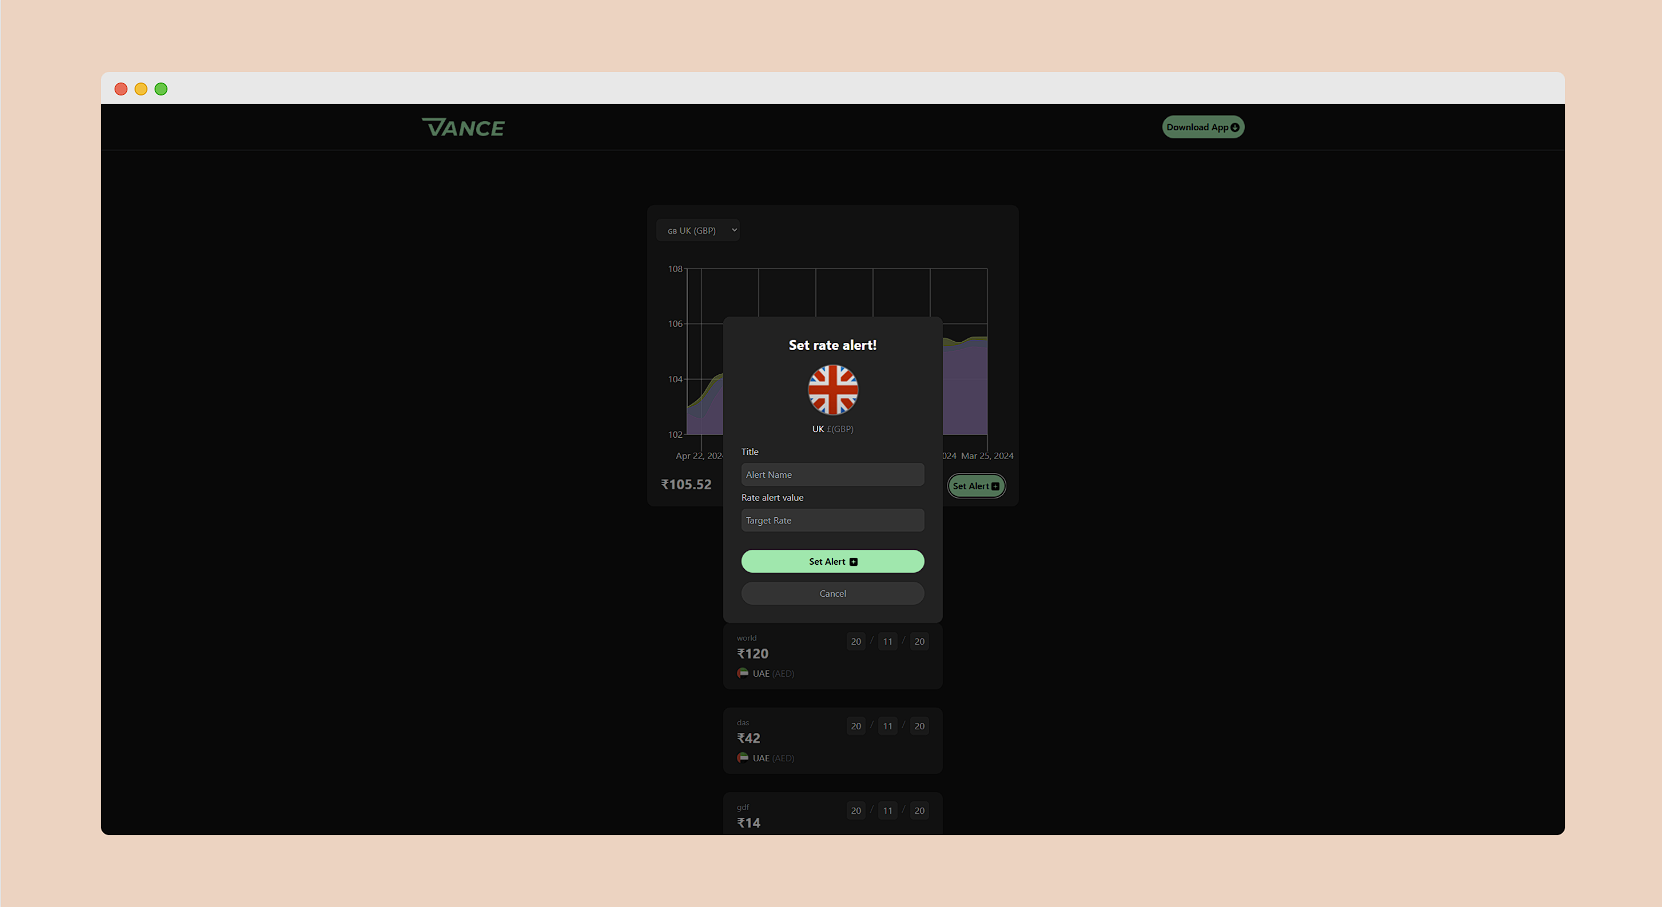 VANCE
Download App
GB UK (GBP)
108
106
104
102
Apr 22, 202
024
Mar 25, 2024
₹105.52
Set Alert
Set rate alert!
UK £(GBP)
Title
Alert Name
Rate alert value
Target Rate
Set Alert
Cancel
world
20 / 11 / 20
₹120
UAE (AED)
das
20 / 11 / 20
₹42
UAE (AED)
gdf
20 / 11 / 20
₹14